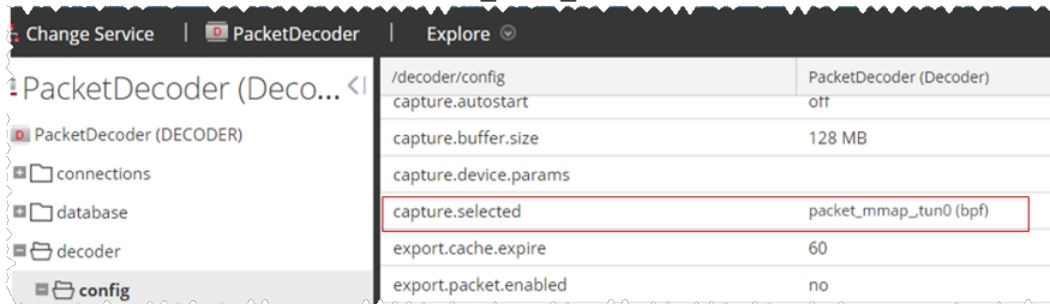 Change Service | D PacketDecoder | Explore
PacketDecoder (Deco...
D PacketDecoder (DECODER)
connections
database
decoder
config
/decoder/config PacketDecoder (Decoder)
capture.autostart off
capture.buffer.size 128 MB
capture.device.params
capture.selected packet_mmap_,tun0 (bpf)
export.cache.expire 60
export.packet.enabled no